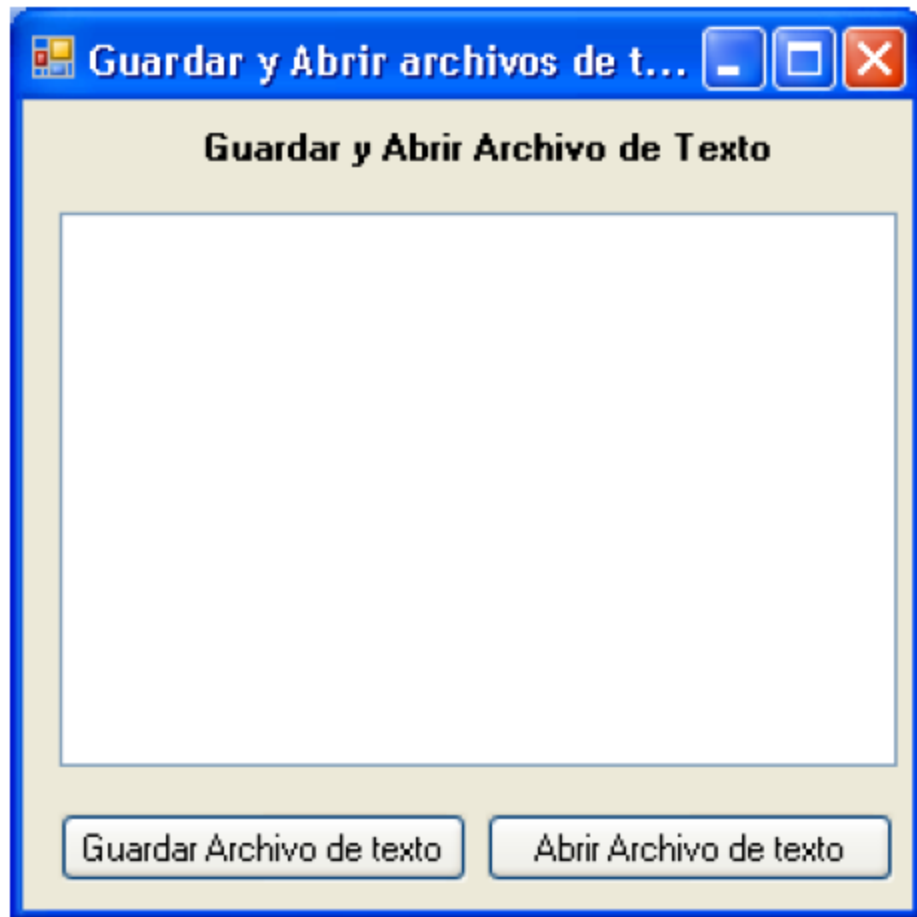 Guardar y Abrir archivos de t...
Guardar y Abrir Archivo de Texto
Guardar Archivo de texto
Abrir Archivo de texto